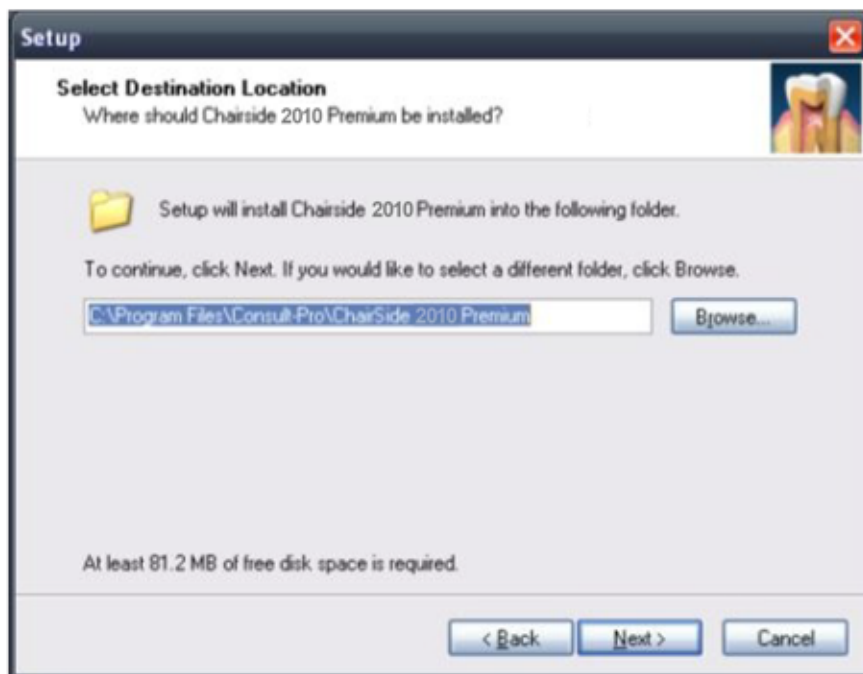 Setup
Select Destination Location
Where should Chairside 2010 Premium be installed?
Setup will install Chairside 2010 Premium into the following folder.
To continue, click Next. If you would like to select a different folder, click Browse.
C:\Program Files\Consult-Pro\ChairSide 2010 Premium
Browse...
At least 81.2 MB of free disk space is required.
< Back
Next >
Cancel